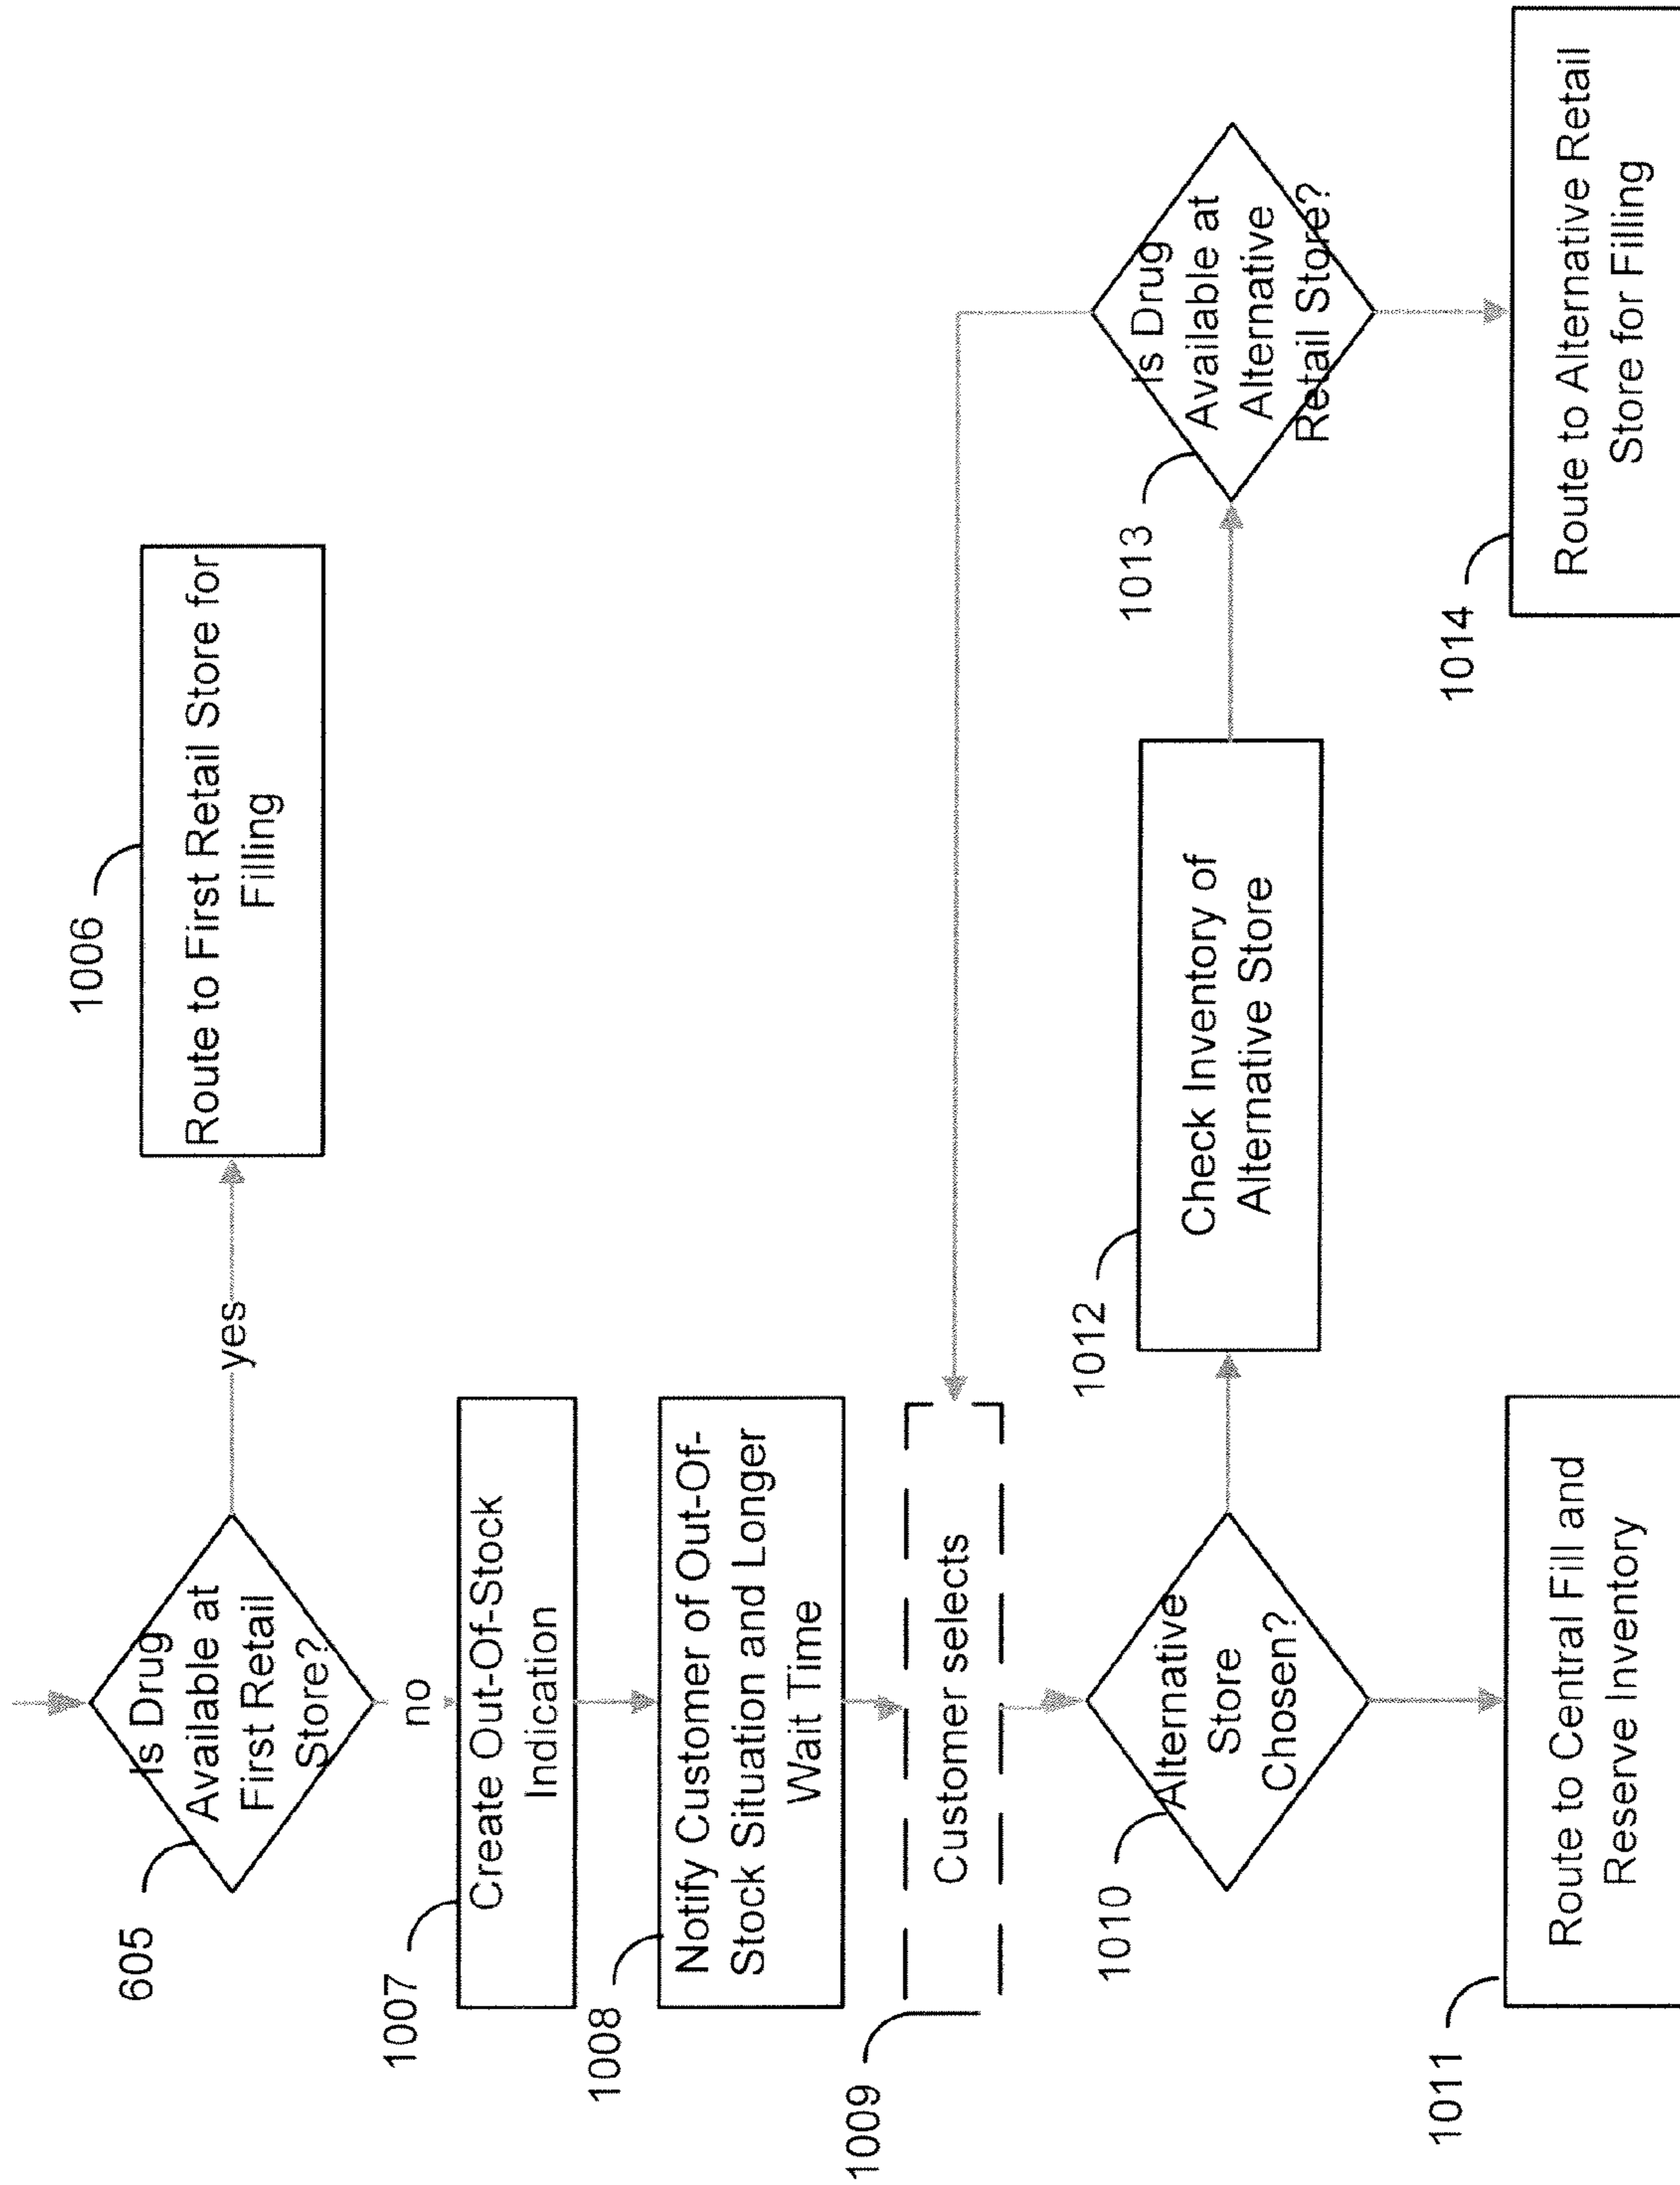 605
Is Drug
Available at
First Retail
Store?
yes
1006
Route to First Retail Store for
Filling
no
1007
Create Out-Of-Stock
Indication
1008
Notify Customer of Out-Of-
Stock Situation and Longer
Wait Time
1009
Customer selects
1010
Alternative
Store
Chosen?
1012
Check Inventory of
Alternative Store
1013
Is Drug
Available at
Alternative
Retail Store?
1011
Route to Central Fill and
Reserve Inventory
1014
Route to Alternative Retail
Store for Filling